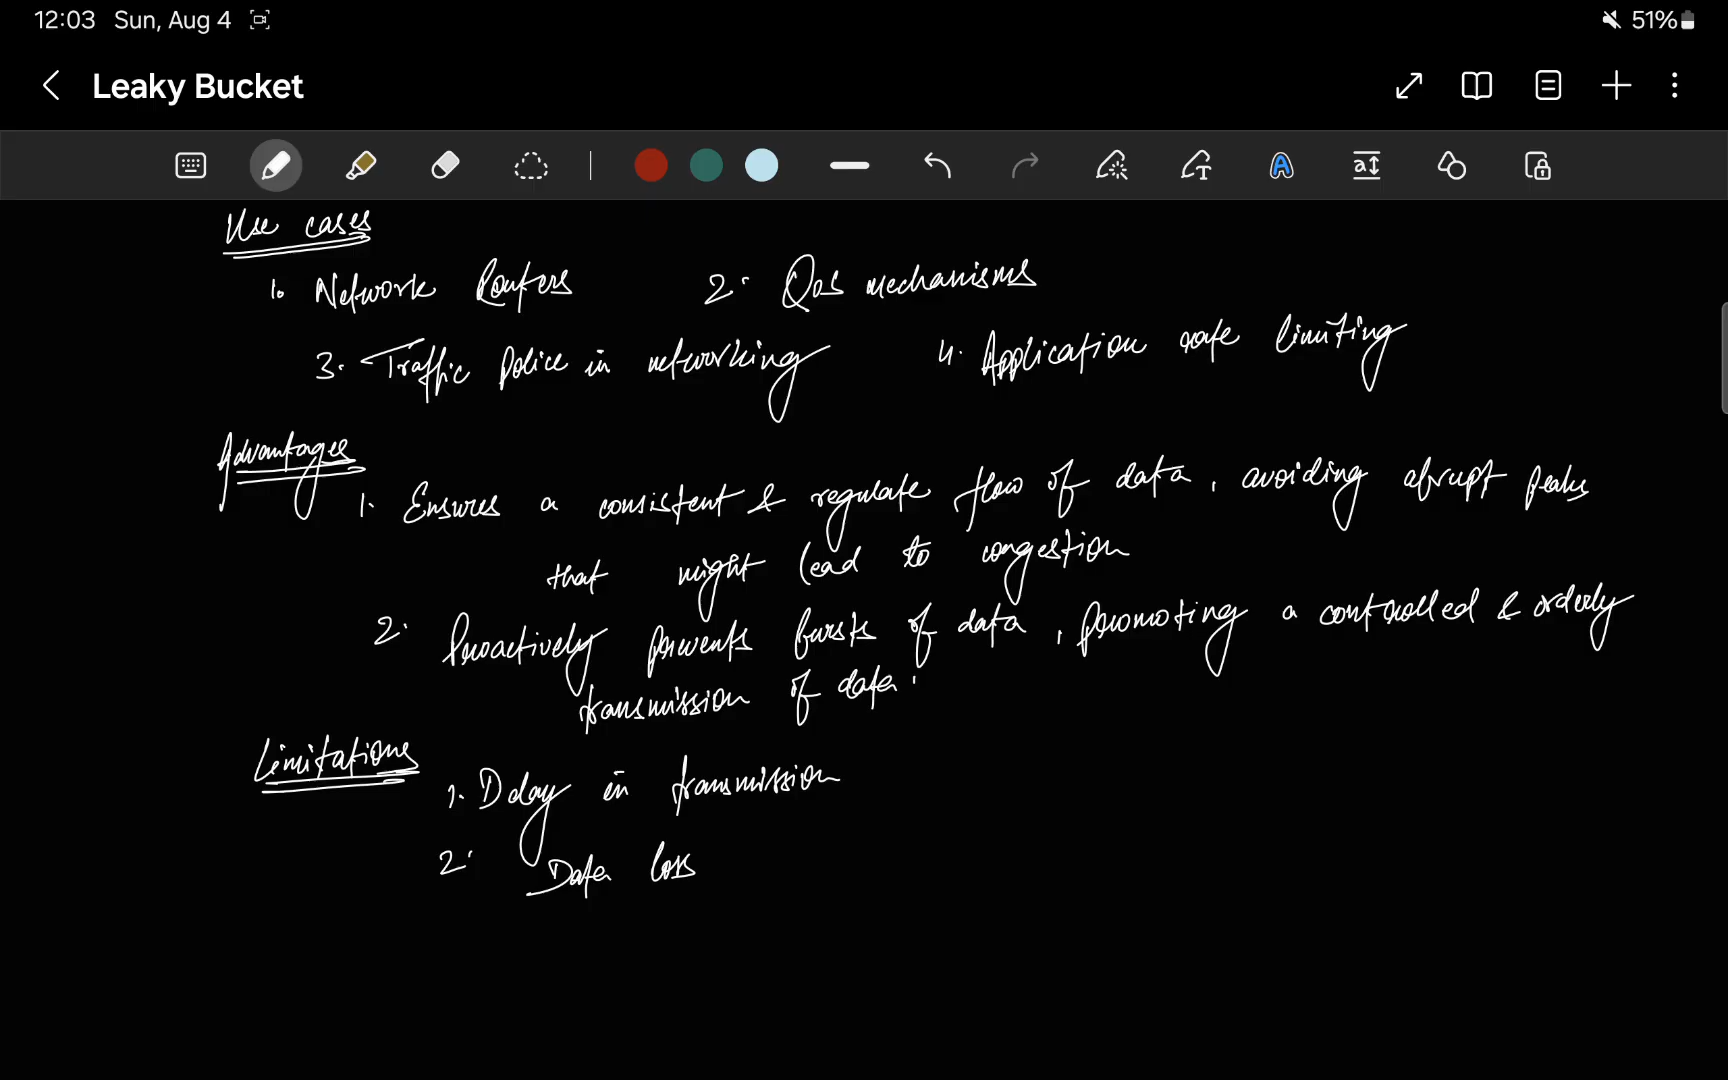 12:03 Sun, Aug 4 51%
Leaky Bucket
Use cases
1. Network Routers 2. QoS mechanisms
3. Traffic Police in networking 4. Application rate limiting
Advantages
1. Ensures a consistent & regulate flow of data, avoiding abrupt peaks
that might lead to congestion
2. Proactively prevents bursts of data, promoting a controlled & orderly
transmission of data.
Limitations
1. Delay in transmission
2. Data loss